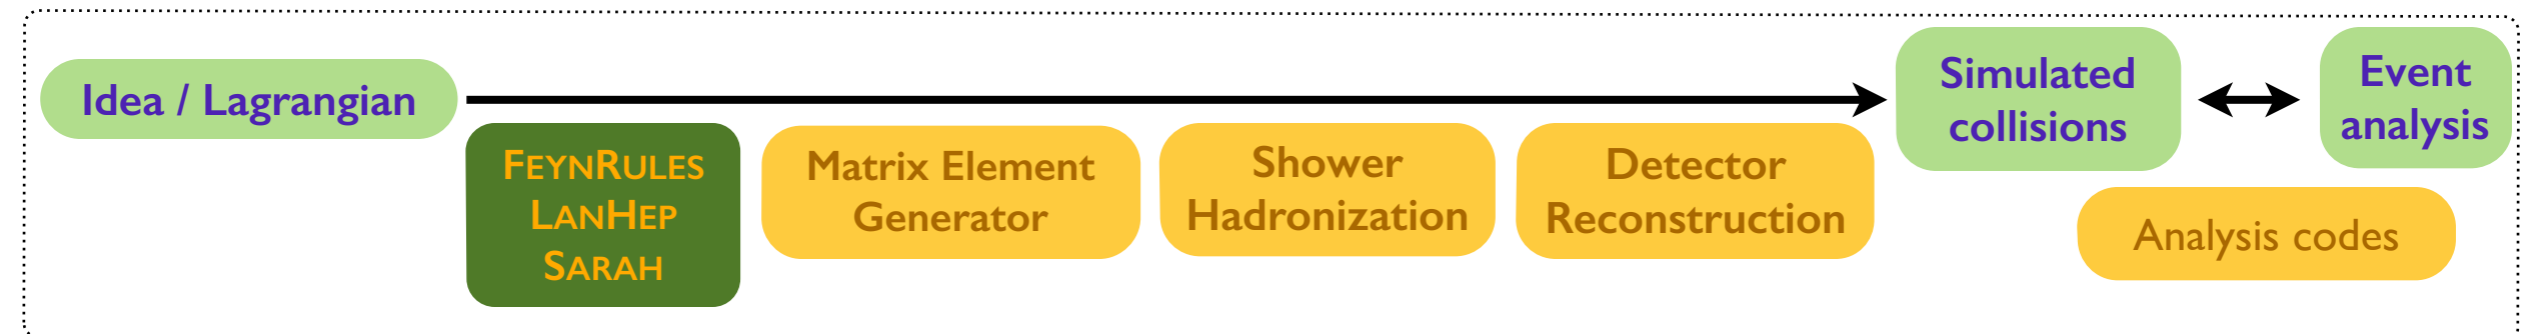 Idea / Lagrangian
FEYNRULES
LANHEP
SARAH
Matrix Element
Generator
Shower
Hadronization
Detector
Reconstruction
Simulated
collisions
Event
analysis
Analysis codes